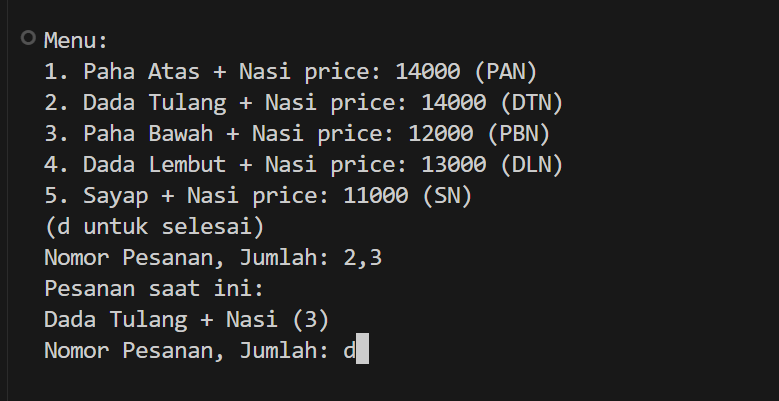 Menu:
1. Paha Atas + Nasi price: 14000 (PAN)
2. Dada Tulang + Nasi price: 14000 (DTN)
3. Paha Bawah + Nasi price: 12000 (PBN)
4. Dada Lembut + Nasi price: 13000 (DLN)
5. Sayap + Nasi price: 11000 (SN)
(d untuk selesai)
Nomor Pesanan, Jumlah: 2,3
Pesanan saat ini:
Dada Tulang + Nasi (3)
Nomor Pesanan, Jumlah: d